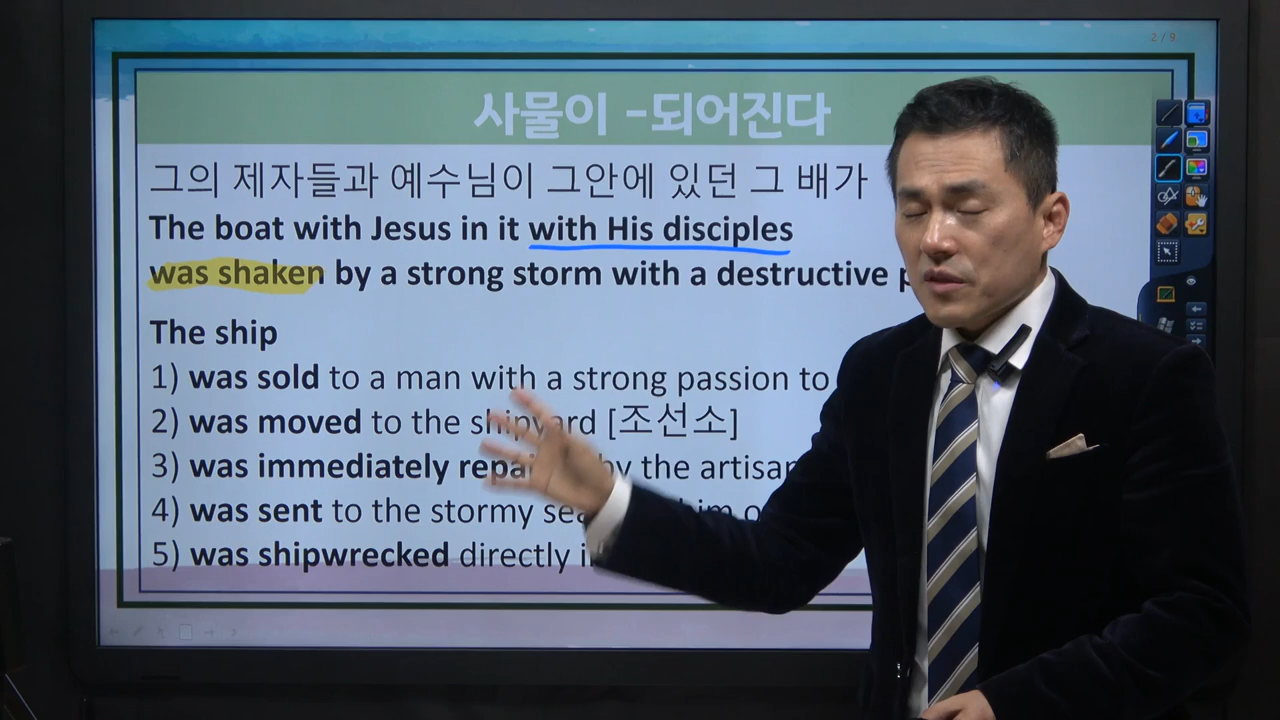 2 / 9
사물이 -되어진다
그의 제자들과 예수님이 그안에 있던 그 배가
The boat with Jesus in it with His disciples
was shaken by a strong storm with a destructive
The ship
1) was sold to a man with a strong passion to
2) was moved to the shipyard [조선소]
3) was immediately by the
4) was sent to the stormy
5) was shipwrecked directly